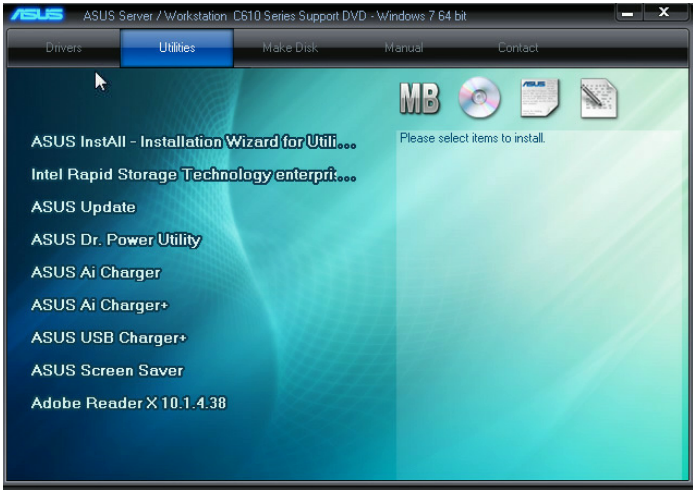 ASUS ASUS Server / Workstation C610 Series Support DVD - Windows 7 64 bit
Drivers Utilities Make Disk Manual Contact
MB
ASUS
Please select items to install.
ASUS InstAll - Installation Wizard for Utili...
Intel Rapid Storage Technology enterpri:...
ASUS Update
ASUS Dr. Power Utility
ASUS Ai Charger
ASUS Ai Charger+
ASUS USB Charger+
ASUS Screen Saver
Adobe Reader X 10.1.4.38